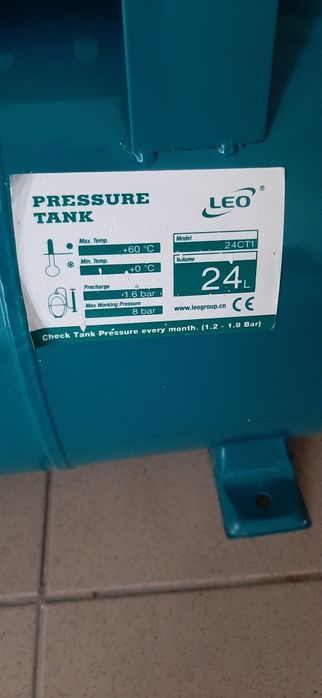 PRESSURE
TANK
LEO ®
Max. Temp.
+60 °C
Min. Temp.
+0 °C
Precharge
1.6 bar
Max Working Pressure
8 bar
Model
24CT1
Volume
24L
www.leogroup.cn CE
Check Tank Pressure every month. (1.2 - 1.8 Bar)